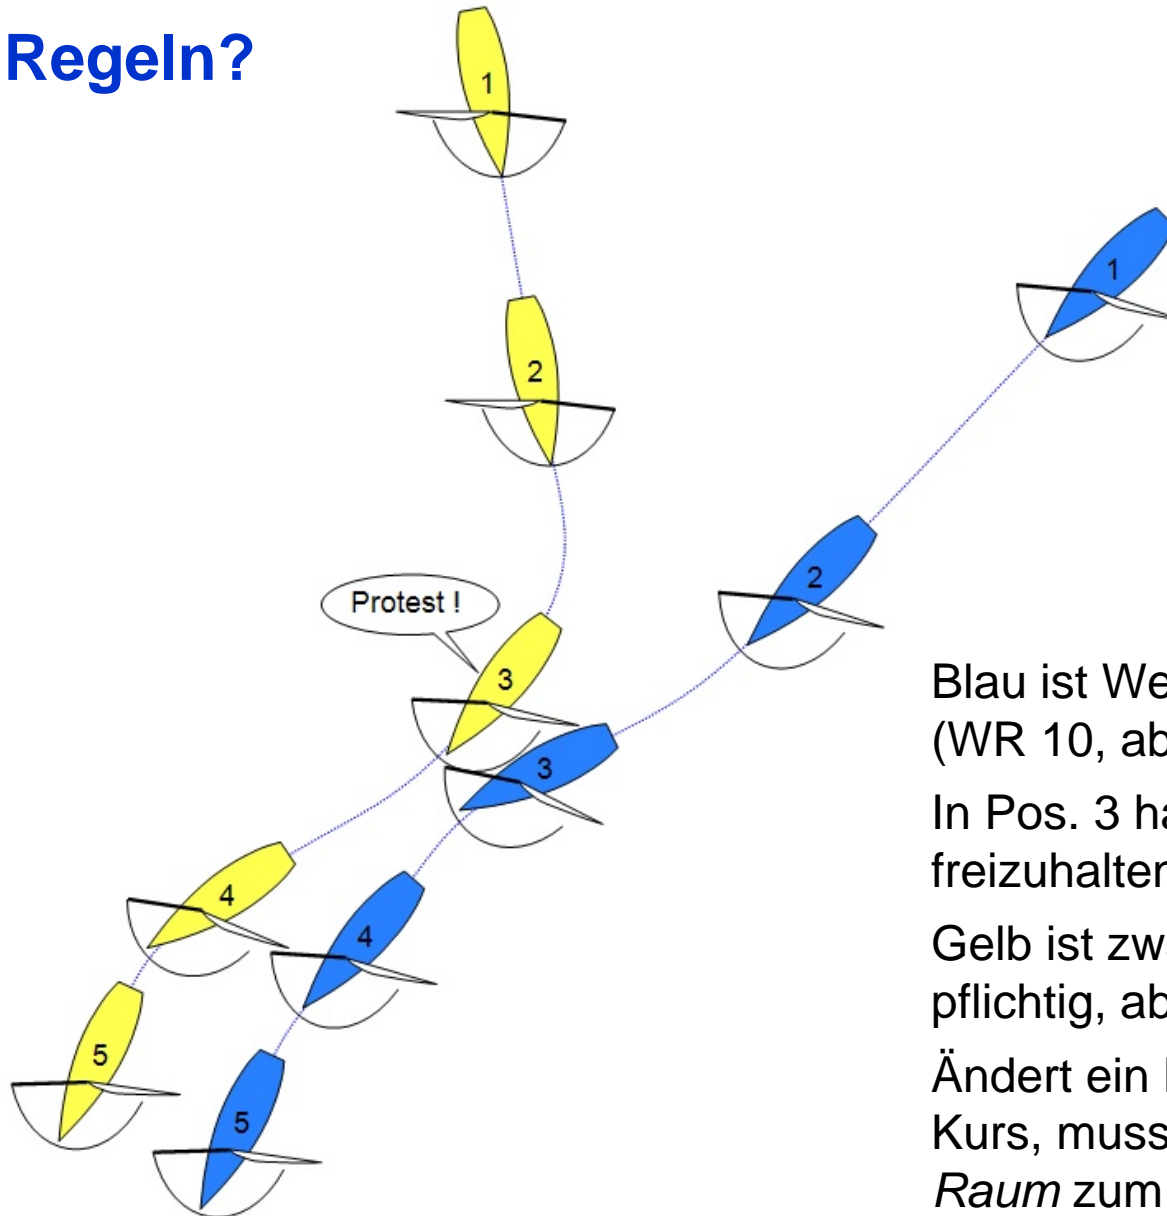 Regeln?
1
1
2
2
Protest !
3
3
Blau ist We
(WR 10, ab
In Pos. 3 ha
freizuhalten
Gelb ist zwa
pflichtig, ab
Ändert ein
Kurs, muss
Raum zum
4
4
5
5